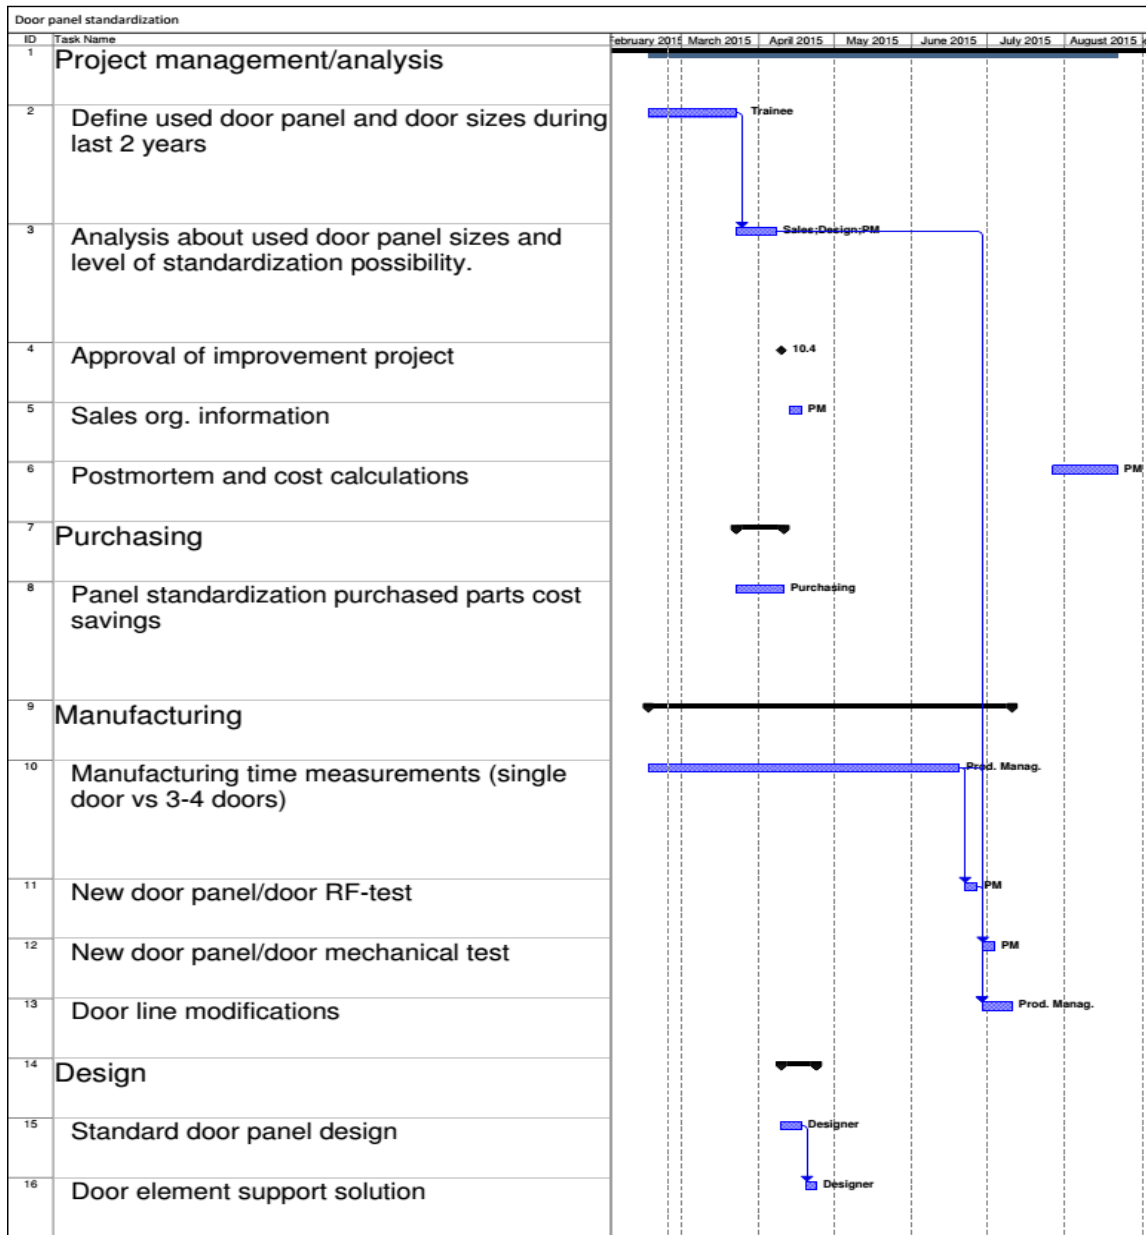 Door panel standardization
ID Task Name February 2015 March 2015 April 2015 May 2015 June 2015 July 2015 August 2015
1 Project management/analysis
2 Define used door panel and door sizes during Trainee
last 2 years
3 Analysis about used door panel sizes and Sales;Design;PM
level of standardization possibility.
4 Approval of improvement project 10.4
5 Sales org. information PM
6 Postmortem and cost calculations PM
7 Purchasing
8 Panel standardization purchased parts cost Purchasing
savings
9 Manufacturing
10 Manufacturing time measurements (single Prod. Manag.
door vs 3-4 doors)
11 New door panel/door RF-test PM
12 New door panel/door mechanical test PM
13 Door line modifications Prod. Manag.
14 Design
15 Standard door panel design Designer
16 Door element support solution Designer